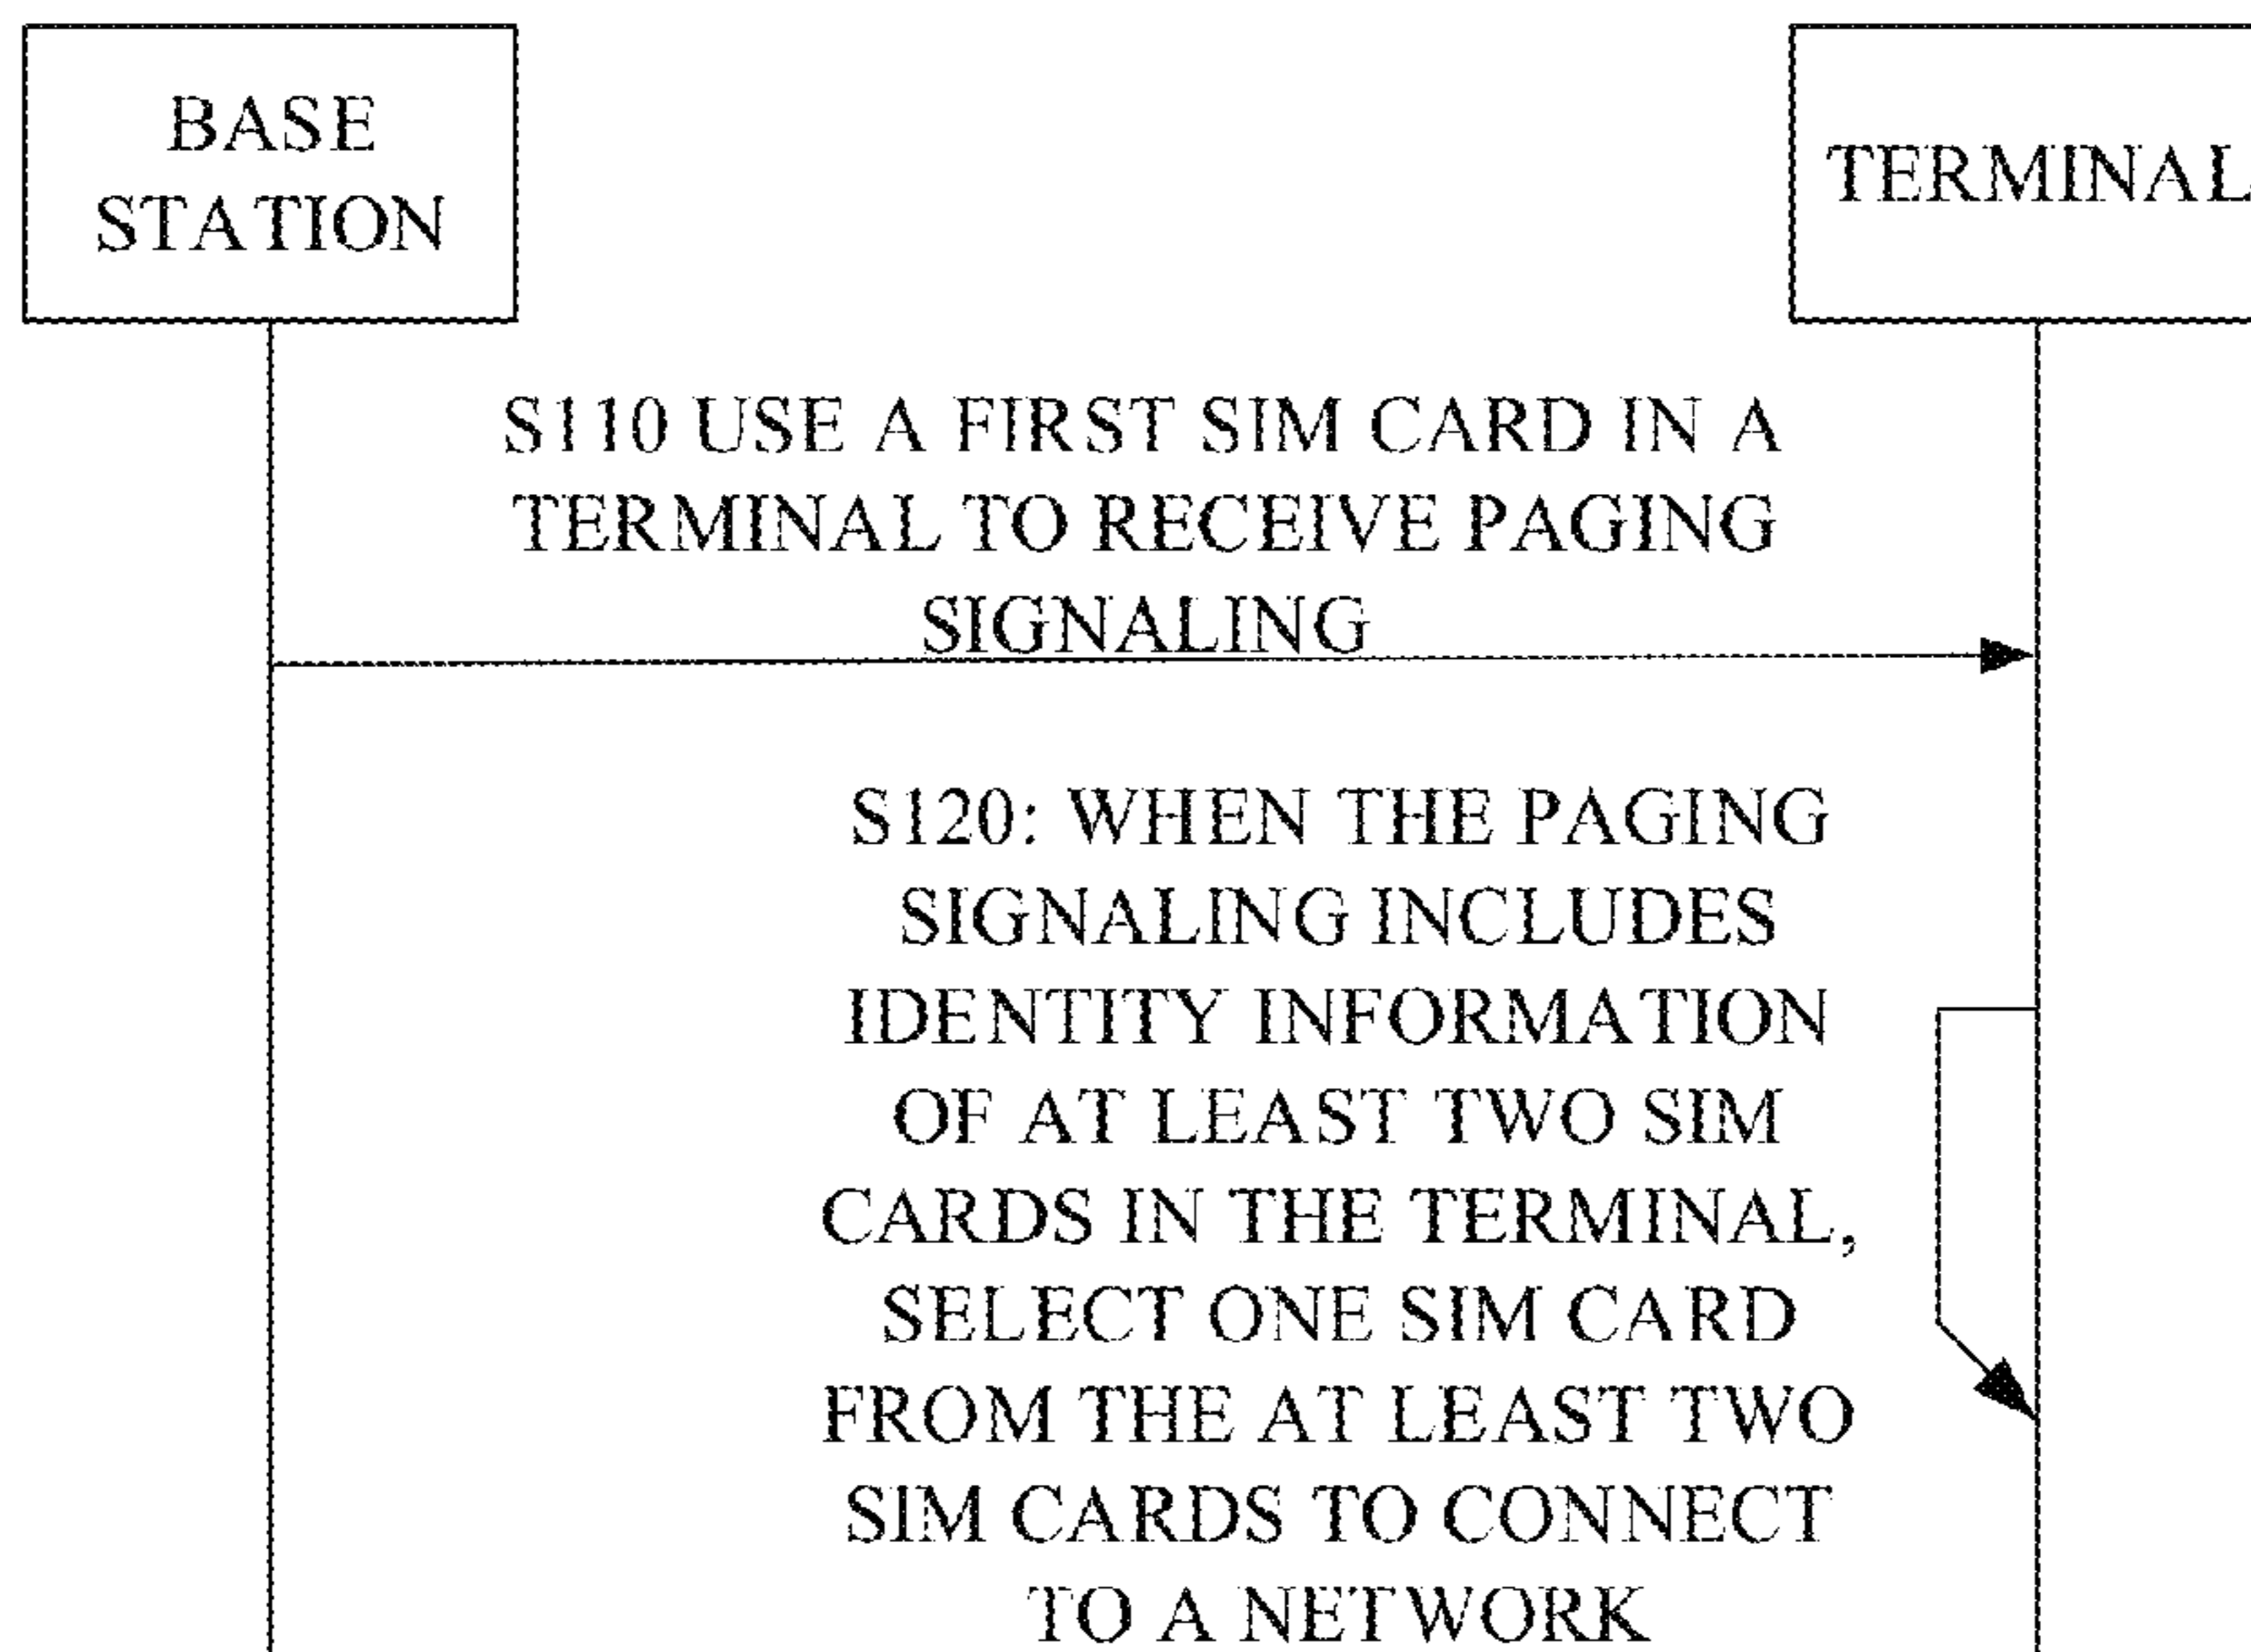 BASE
STATION
TERMINAL
S110 USE A FIRST SIM CARD IN A
TERMINAL TO RECEIVE PAGING
SIGNALING
S120: WHEN THE PAGING
SIGNALING INCLUDES
IDENTITY INFORMATION
OF AT LEAST TWO SIM
CARDS IN THE TERMINAL,
SELECT ONE SIM CARD
FROM THE AT LEAST TWO
SIM CARDS TO CONNECT
TO A NETWORK